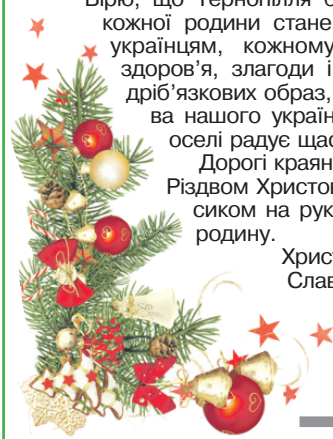 Вірю, що Тернопілля
кожної родини стане
українцям, кожному
здоров'я, злагоди і
дріб'язкових образ,
ва нашого україн
оселі радує щас
Дорогі краян
Різдвом Христо
сиком на рук
родину.
Христ
Слав